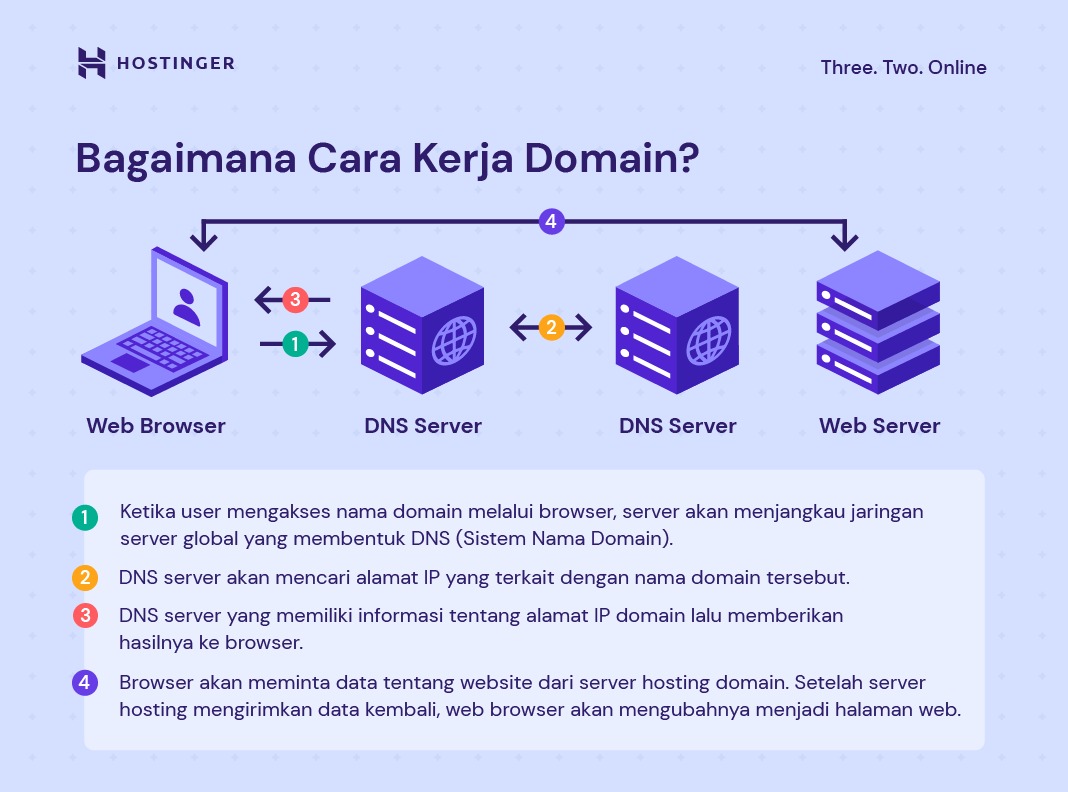 HOSTINGER
Three. Two. Online
Bagaimana Cara Kerja Domain?
4
3
1
2
Web Browser
DNS Server
DNS Server
Web Server
1 Ketika user mengakses nama domain melalui browser, server akan menjangkau jaringan
server global yang membentuk DNS (Sistem Nama Domain).
2 DNS server akan mencari alamat IP yang terkait dengan nama domain tersebut.
3 DNS server yang memiliki informasi tentang alamat IP domain lalu memberikan
hasilnya ke browser.
4 Browser akan meminta data tentang website dari server hosting domain. Setelah server
hosting mengirimkan data kembali, web browser akan mengubahnya menjadi halaman web.